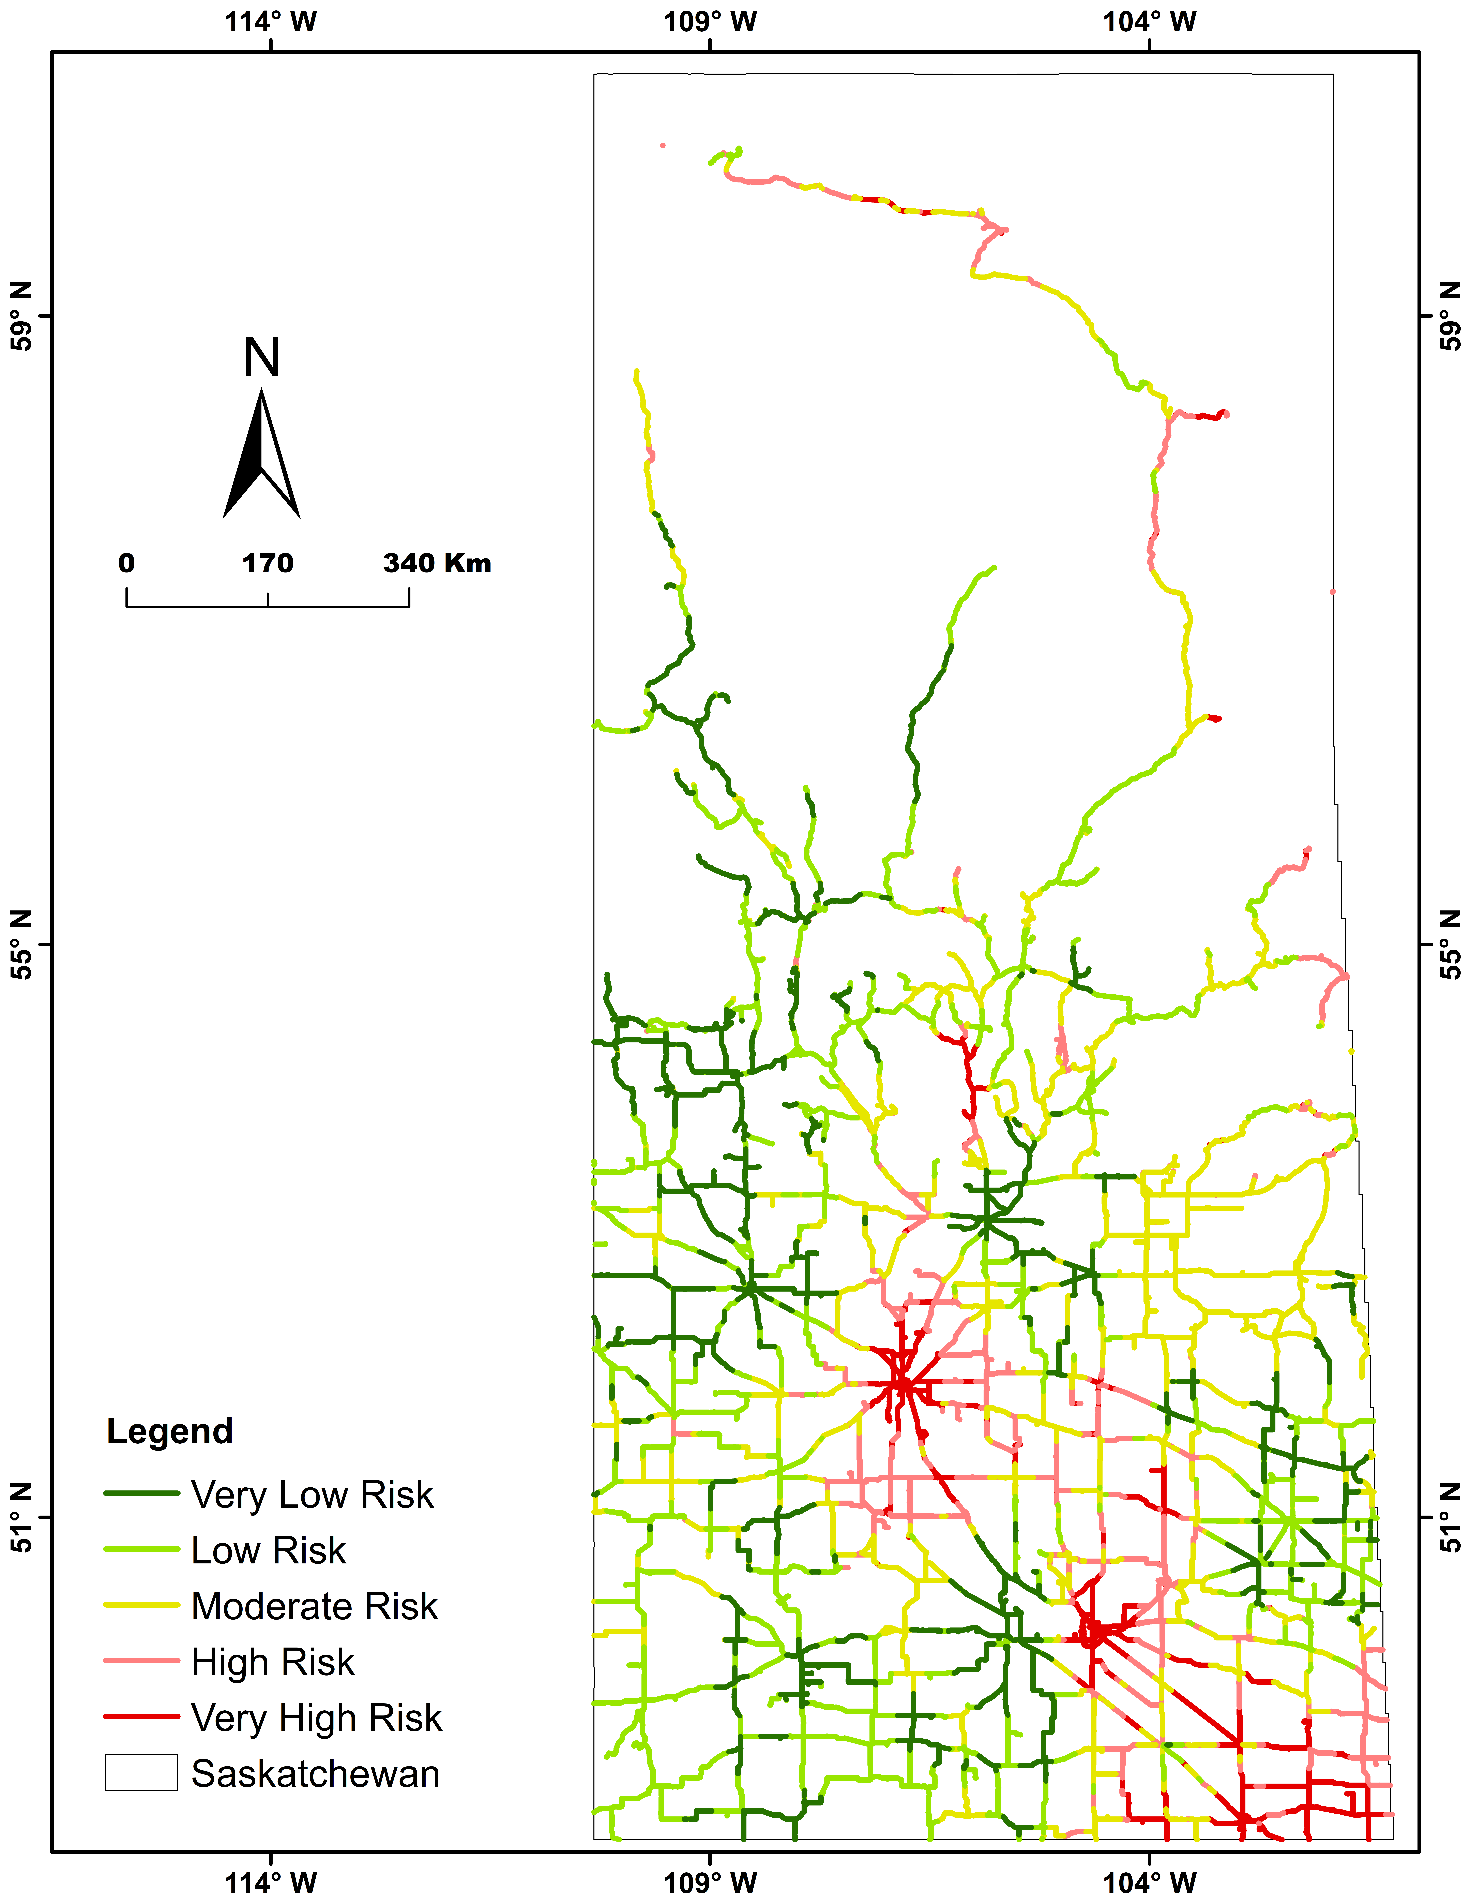 114° W 109° W 104° W
59° N 59° N
N
0 170 340 Km
55° N 55° N
Legend
Very Low Risk
Low Risk
Moderate Risk
High Risk
Very High Risk
Saskatchewan
51° N 51° N
114° W 109° W 104° W